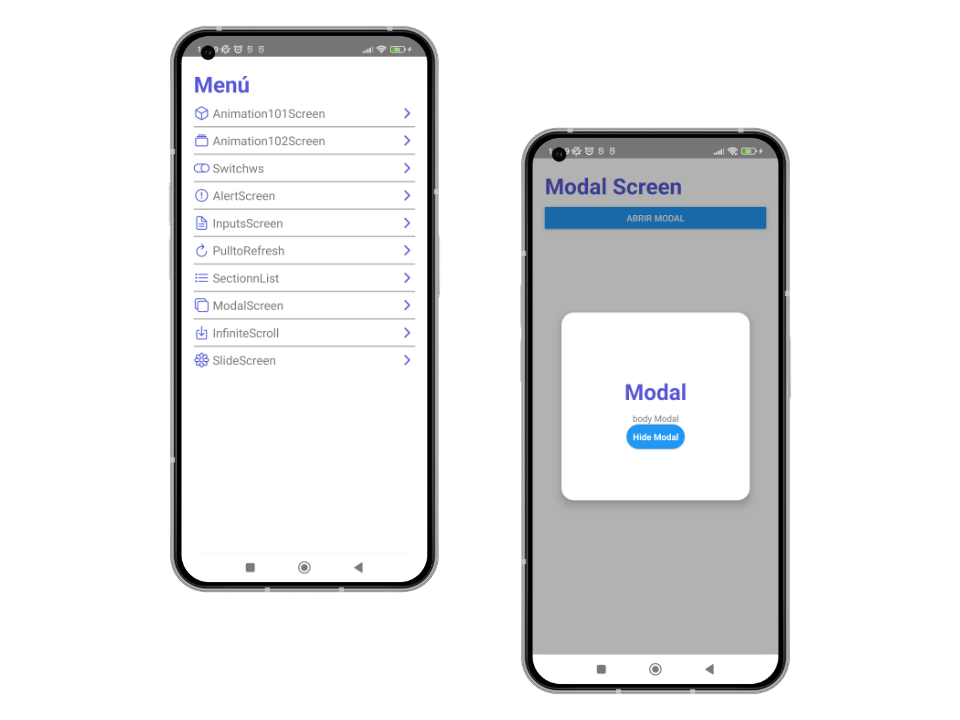 Menú
Animation101Screen
Animation102Screen
Switchws
AlertScreen
InputsScreen
PulltoRefresh
SectionnList
ModalScreen
InfiniteScroll
SlideScreen
Modal Screen
ABRIR MODAL
Modal
body Modal
Hide Modal